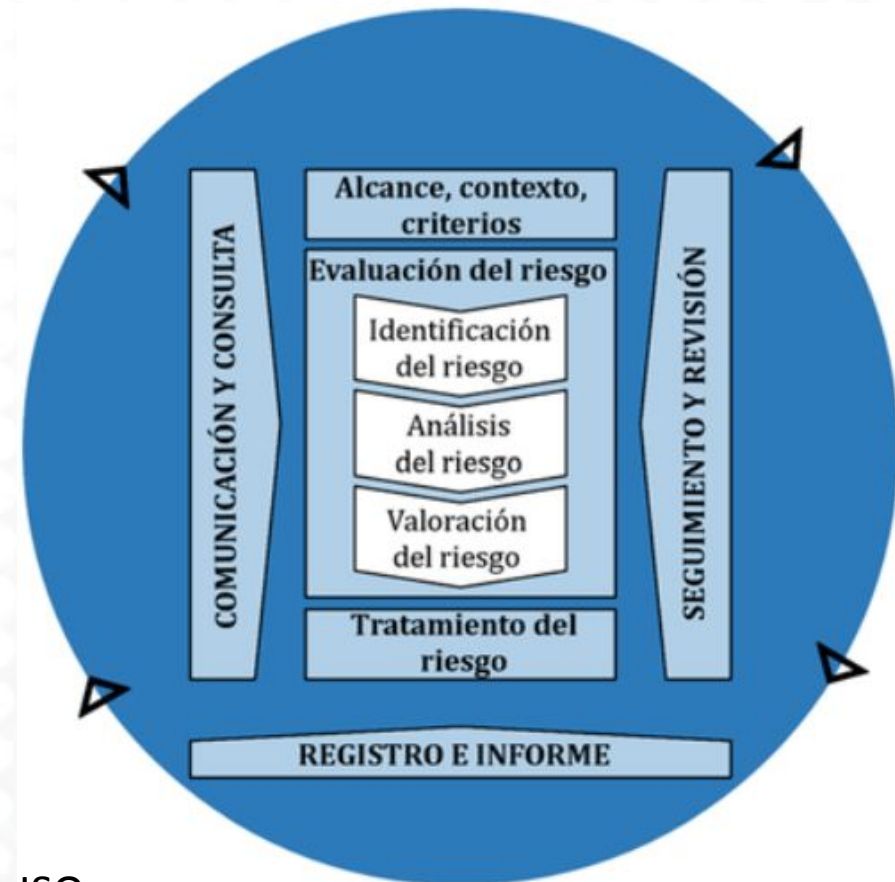 Alcance, contexto,
criterios
Evaluación del riesgo
Identificación
del riesgo
Análisis
del riesgo
Valoración
del riesgo
Tratamiento del
riesgo
COMUNICACIÓN Y CONSULTA
SEGUIMIENTO Y REVISIÓN
REGISTRO E INFORME
ISO